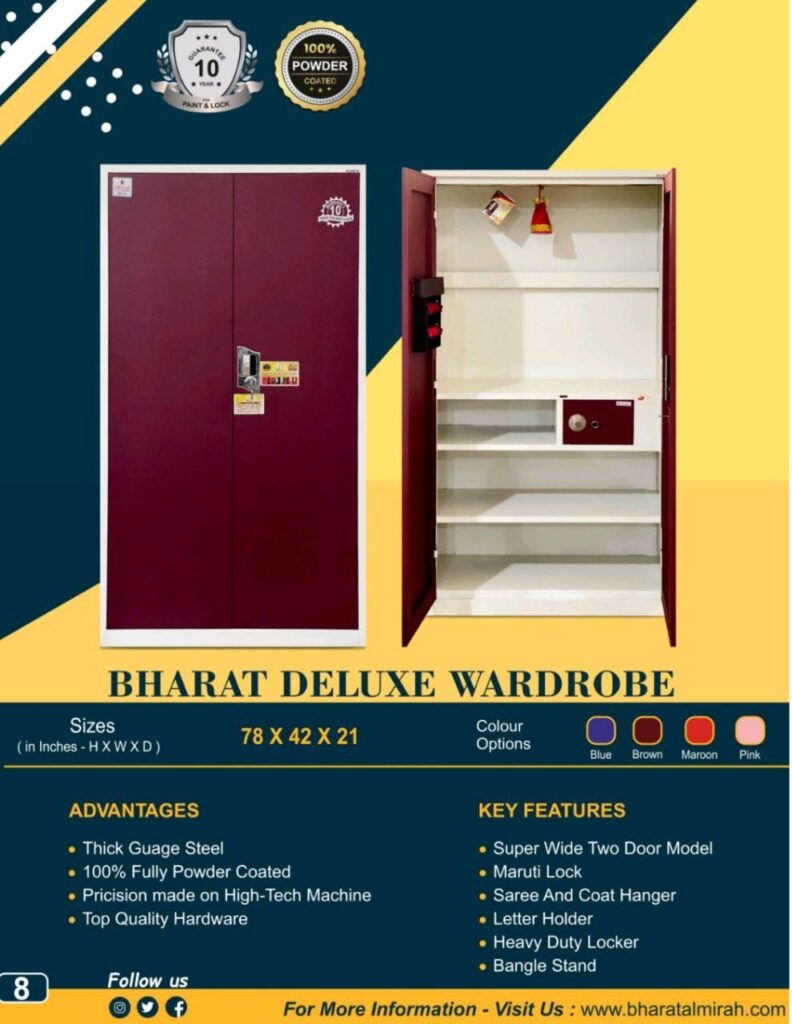 GUARANTEE
10
YEAR
PAINT & LOCK
100%
POWDER
COATED
10
BHARAT DELUXE WARDROBE
Sizes
( in Inches - H X W X D )
78 X 42 X 21
Colour
Options
Blue
Brown
Maroon
Pink
ADVANTAGES
Thick Guage Steel
100% Fully Powder Coated
Pricision made on High-Tech Machine
Top Quality Hardware
KEY FEATURES
Super Wide Two Door Model
Maruti Lock
Saree And Coat Hanger
Letter Holder
Heavy Duty Locker
Bangle Stand
8
Follow us
For More Information - Visit Us : www.bharatalmirah.com